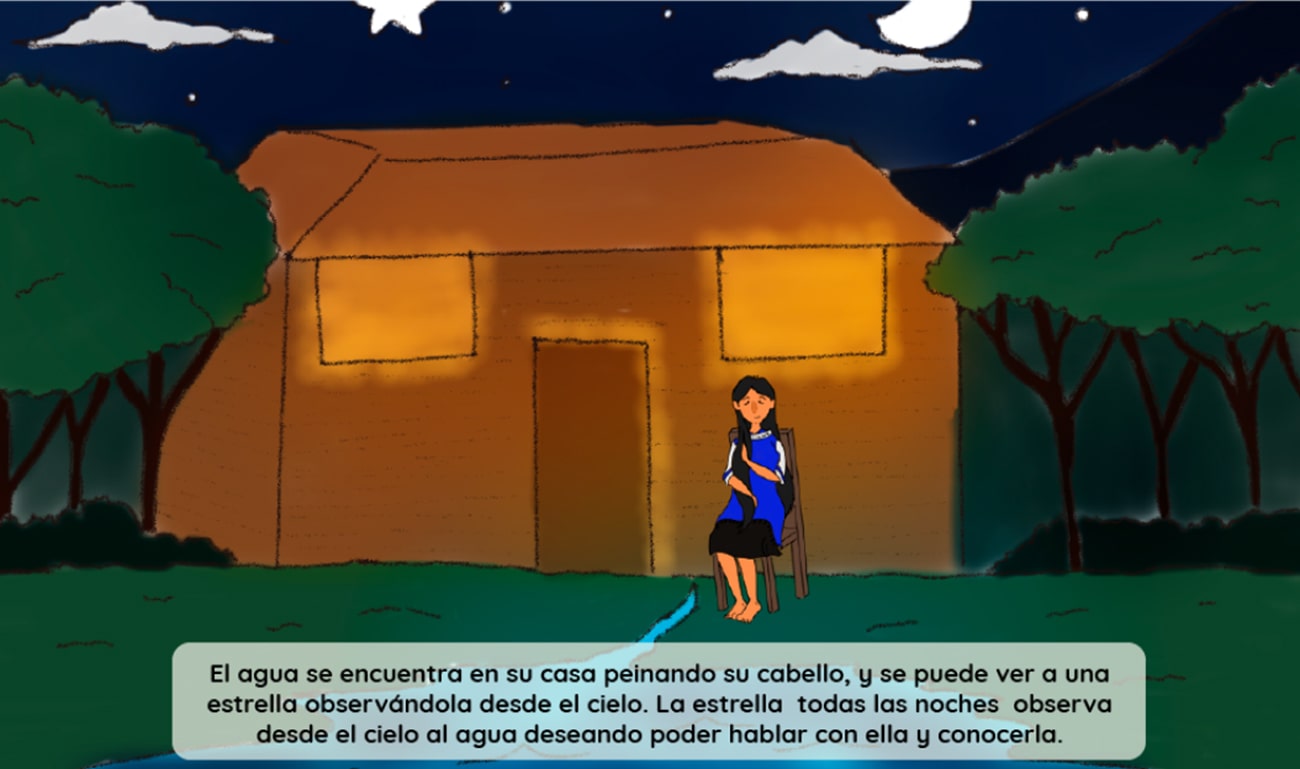 El agua se encuentra en su casa peinando su cabello, y se puede ver a una
estrella observándola desde el cielo. La estrella todas las noches observa
desde el cielo al agua deseando poder hablar con ella y conocerla.